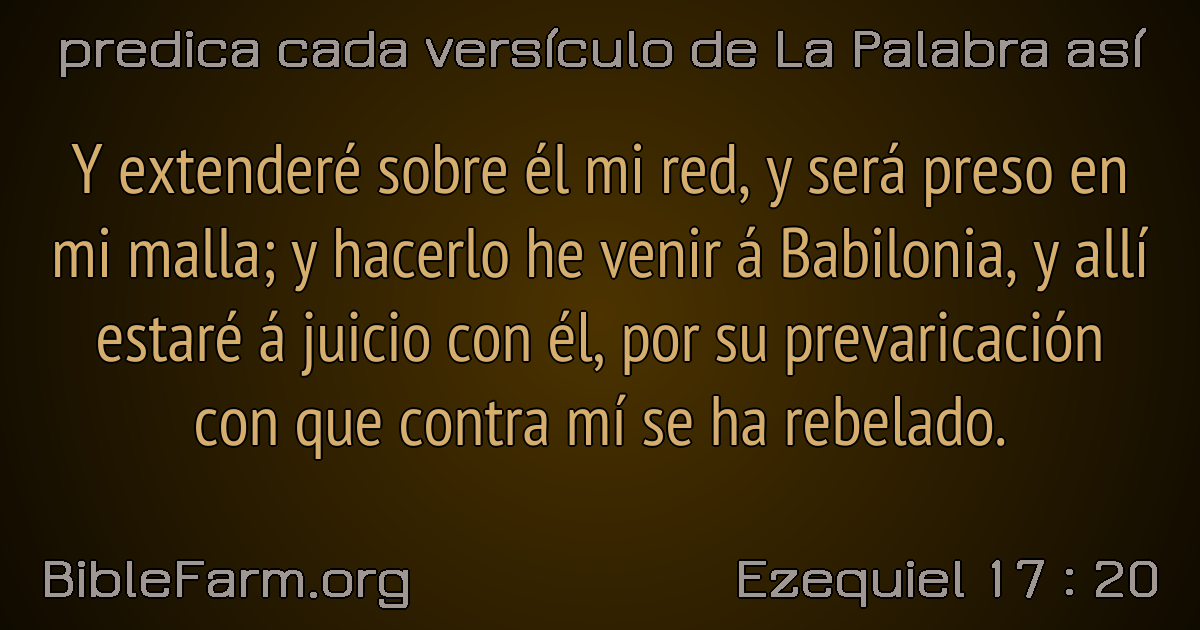 predica cada versículo de La Palabra así
Y extenderé sobre él mi red, y será preso en
mi malla; y hacerlo he venir á Babilonia, y allí
estaré á juicio con él, por su prevaricación
con que contra mí se ha rebelado.
BibleFarm.org
Ezequiel 17 : 20